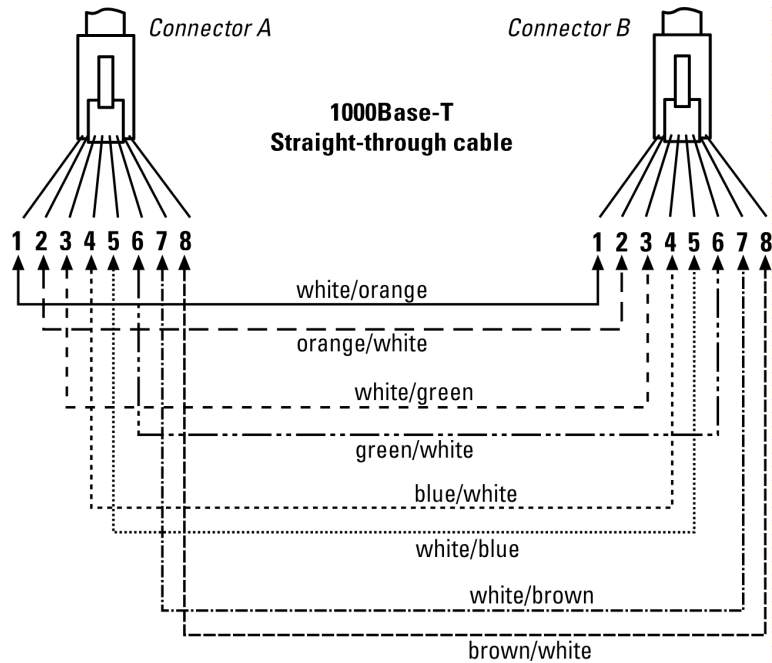 Connector A
Connector B
1000Base-T
Straight-through cable
1 2 3 4 5 6 7 8
1 2 3 4 5 6 7 8
white/orange
orange/white
white/green
green/white
blue/white
white/blue
white/brown
brown/white